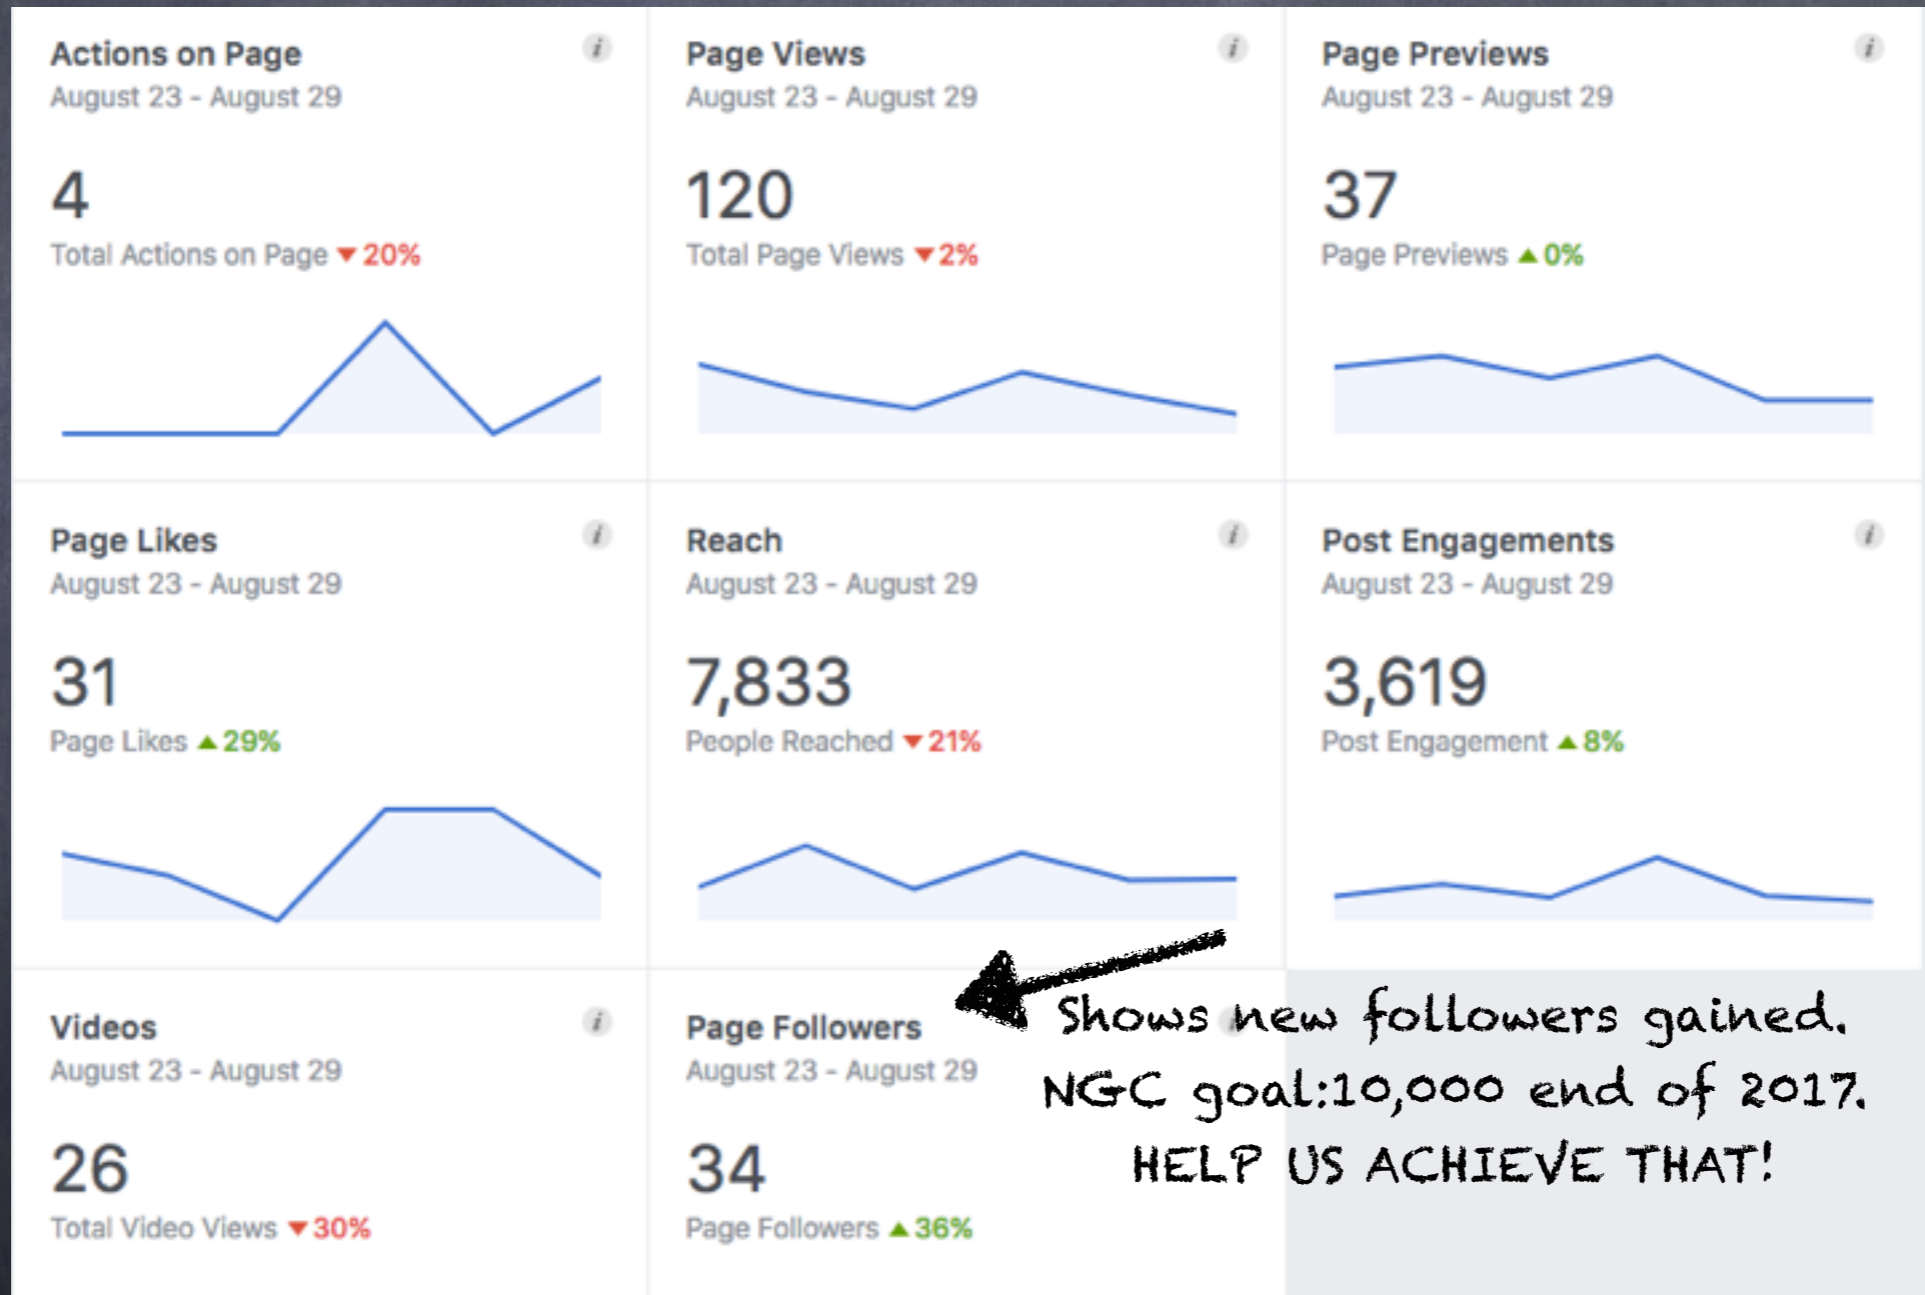 Actions on Page
August 23 - August 29
4
Total Actions on Page ▼ 20%
Page Views
August 23 - August 29
120
Total Page Views ▼ 2%
Page Previews
August 23 - August 29
37
Page Previews ▲ 0%
Page Likes
August 23 - August 29
31
Page Likes ▲ 29%
Reach
August 23 - August 29
7,833
People Reached ▼ 21%
Post Engagements
August 23 - August 29
3,619
Post Engagement ▲ 8%
Videos
August 23 - August 29
26
Total Video Views ▼ 30%
Page Followers
August 23 - August 29
34
Page Followers ▲ 36%
Shows new followers gained.
NGC goal:10,000 end of 2017.
HELP US ACHIEVE THAT!